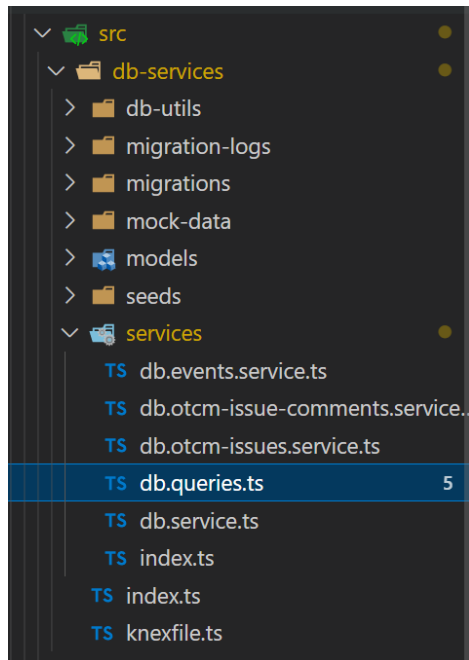 src
db-services
db-utils
migration-logs
migrations
mock-data
models
seeds
services
TS db.events.service.ts
TS db.otcm-issue-comments.service...
TS db.otcm-issues.service.ts
TS db.queries.ts 5
TS db.service.ts
TS index.ts
TS index.ts
TS knexfile.ts